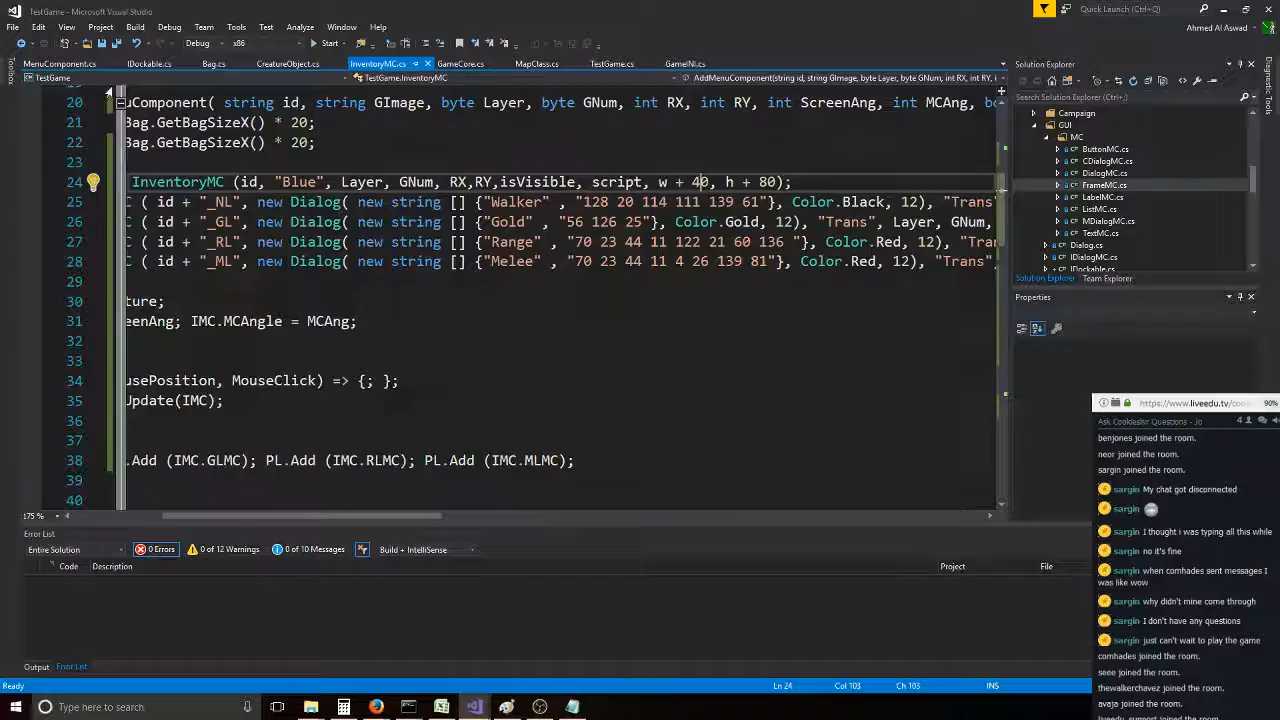 TestGame - Microsoft Visual Studio
Quick Launch (Ctrl+Q)
File Edit View Project Build Debug Team Tools Test Analyze Window Help
Ahmed Al Aswad
Debug x86 Start
MenuComponent.cs IDockable.cs Bag.cs CreatureObject.cs InventoryMC.cs GameCore.cs MapClass.cs TestGame.cs GameINI.cs
Toolbox
TestGame TestGame.InventoryMC AddMenuComponent(string id, string GImage, byte Layer, byte GNum, int RX, int RY, i
20 uComponent( string id, string GImage, byte Layer, byte GNum, int RX, int RY, int ScreenAng, int MCAng, bo
21 Bag.GetBagSizeX() * 20;
22 Bag.GetBagSizeX() * 20;
23
24 InventoryMC (id, "Blue", Layer, GNum, RX,RY,isVisible, script, w + 40, h + 80);
25 C ( id + "_NL", new Dialog( new string [] {"Walker" , "128 20 114 111 139 61"}, Color.Black, 12), "Trans"
26 C ( id + "_GL", new Dialog( new string [] {"Gold" , "56 126 25"}, Color.Gold, 12), "Trans", Layer, GNum,
27 C ( id + "_RL", new Dialog( new string [] {"Range" , "70 23 44 11 122 21 60 136 "}, Color.Red, 12), "Tran
28 C ( id + "_ML", new Dialog( new string [] {"Melee" , "70 23 44 11 4 26 139 81"}, Color.Red, 12), "Trans"
29
30 ture;
31 eenAng; IMC.MCAngle = MCAng;
32
33
34 usePosition, MouseClick) => {; };
35 Update(IMC);
36
37
38 .Add (IMC.GLMC); PL.Add (IMC.RLMC); PL.Add (IMC.MLMC);
39
40
175 %
Solution Explorer
Search Solution Explorer (Ctrl+;)
Campaign
GUI
MC
ButtonMC.cs
CDialogMC.cs
FrameMC.cs
LabelMC.cs
ListMC.cs
MDialogMC.cs
TextMC.cs
Dialog.cs
IDialogMC.cs
IDockable.cs
Solution Explorer Team Explorer
Properties
Diagnostic Tools
Error List
Entire Solution 0 Errors 0 of 12 Warnings 0 of 10 Messages Build + IntelliSense
Code Description Project File
Output Error List
Ready Ln 24 Col 103 Ch 103 INS
Type here to search
https://www.liveedu.tv/coo 90%
Ask Cookieslyr Questions - Jo 4
benjones joined the room.
neor joined the room.
sargin joined the room.
sargin My chat got disconnected
sargin
sargin I thought i was typing all this while
sargin no it's fine
sargin when comhades sent messages I
was like wow
sargin why didn't mine come through
sargin I don't have any questions
sargin just can't wait to play the game
comhades joined the room.
seee joined the room.
thewalkerchavez joined the room.
avaja joined the room.
liveedu_support joined the room.